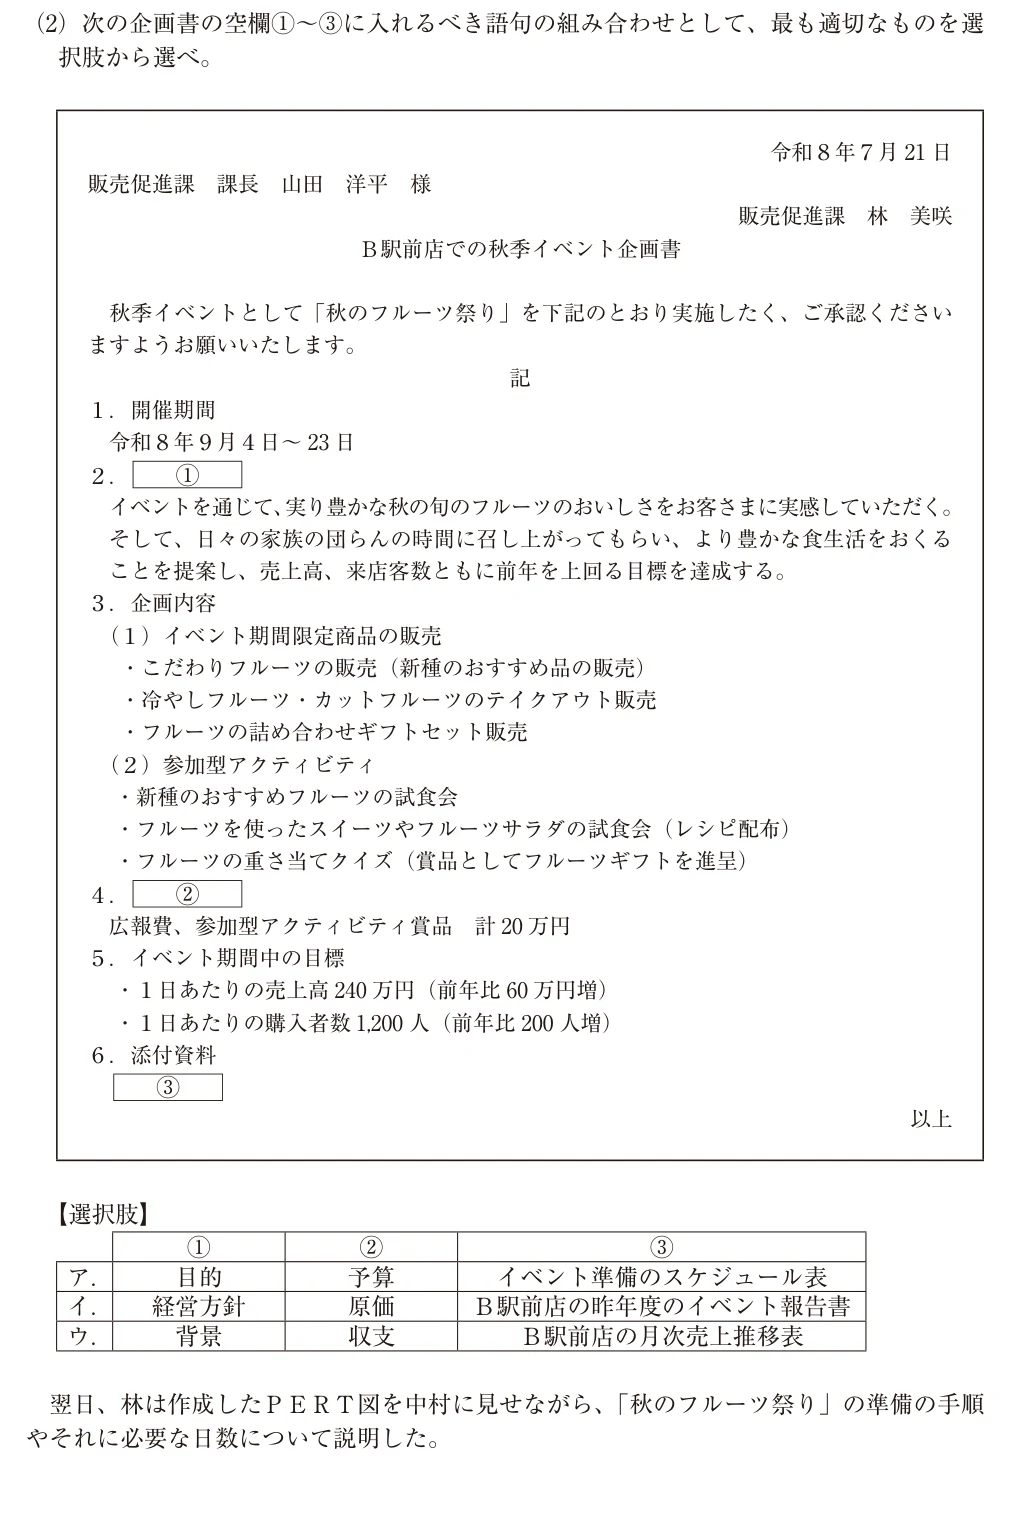 (2) 次の企画書の空欄①～③に入れるべき語句の組み合わせとして、最も適切なものを選
択肢から選べ。
令和８年７月 21 日
販売促進課　課長　山田　洋平　様
販売促進課　林　美咲
Ｂ駅前店での秋季イベント企画書
秋季イベントとして「秋のフルーツ祭り」を下記のとおり実施したく、ご承認ください
ますようお願いいたします。
記
１．開催期間
令和８年９月４日～ 23 日
２．①
イベントを通じて、実り豊かな秋の旬のフルーツのおいしさをお客さまに実感していただく。
そして、日々の家族の団らんの時間に召し上がってもらい、より豊かな食生活をおくる
ことを提案し、売上高、来店客数ともに前年を上回る目標を達成する。
３．企画内容
（１）イベント期間限定商品の販売
・こだわりフルーツの販売（新種のおすすめ品の販売）
・冷やしフルーツ・カットフルーツのテイクアウト販売
・フルーツの詰め合わせギフトセット販売
（２）参加型アクティビティ
・新種のおすすめフルーツの試食会
・フルーツを使ったスイーツやフルーツサラダの試食会（レシピ配布）
・フルーツの重さ当てクイズ（賞品としてフルーツギフトを進呈）
４．②
広報費、参加型アクティビティ賞品　計 20 万円
５．イベント期間中の目標
・１日あたりの売上高 240 万円（前年比 60 万円増）
・１日あたりの購入者数 1,200 人（前年比 200 人増）
６．添付資料
③
以上
【選択肢】
① ② ③
ア． 目的 予算 イベント準備のスケジュール表
イ． 経営方針 原価 Ｂ駅前店の昨年度のイベント報告書
ウ． 背景 収支 Ｂ駅前店の月次売上推移表
翌日、林は作成したＰＥＲＴ図を中村に見せながら、「秋のフルーツ祭り」の準備の手順
やそれに必要な日数について説明した。